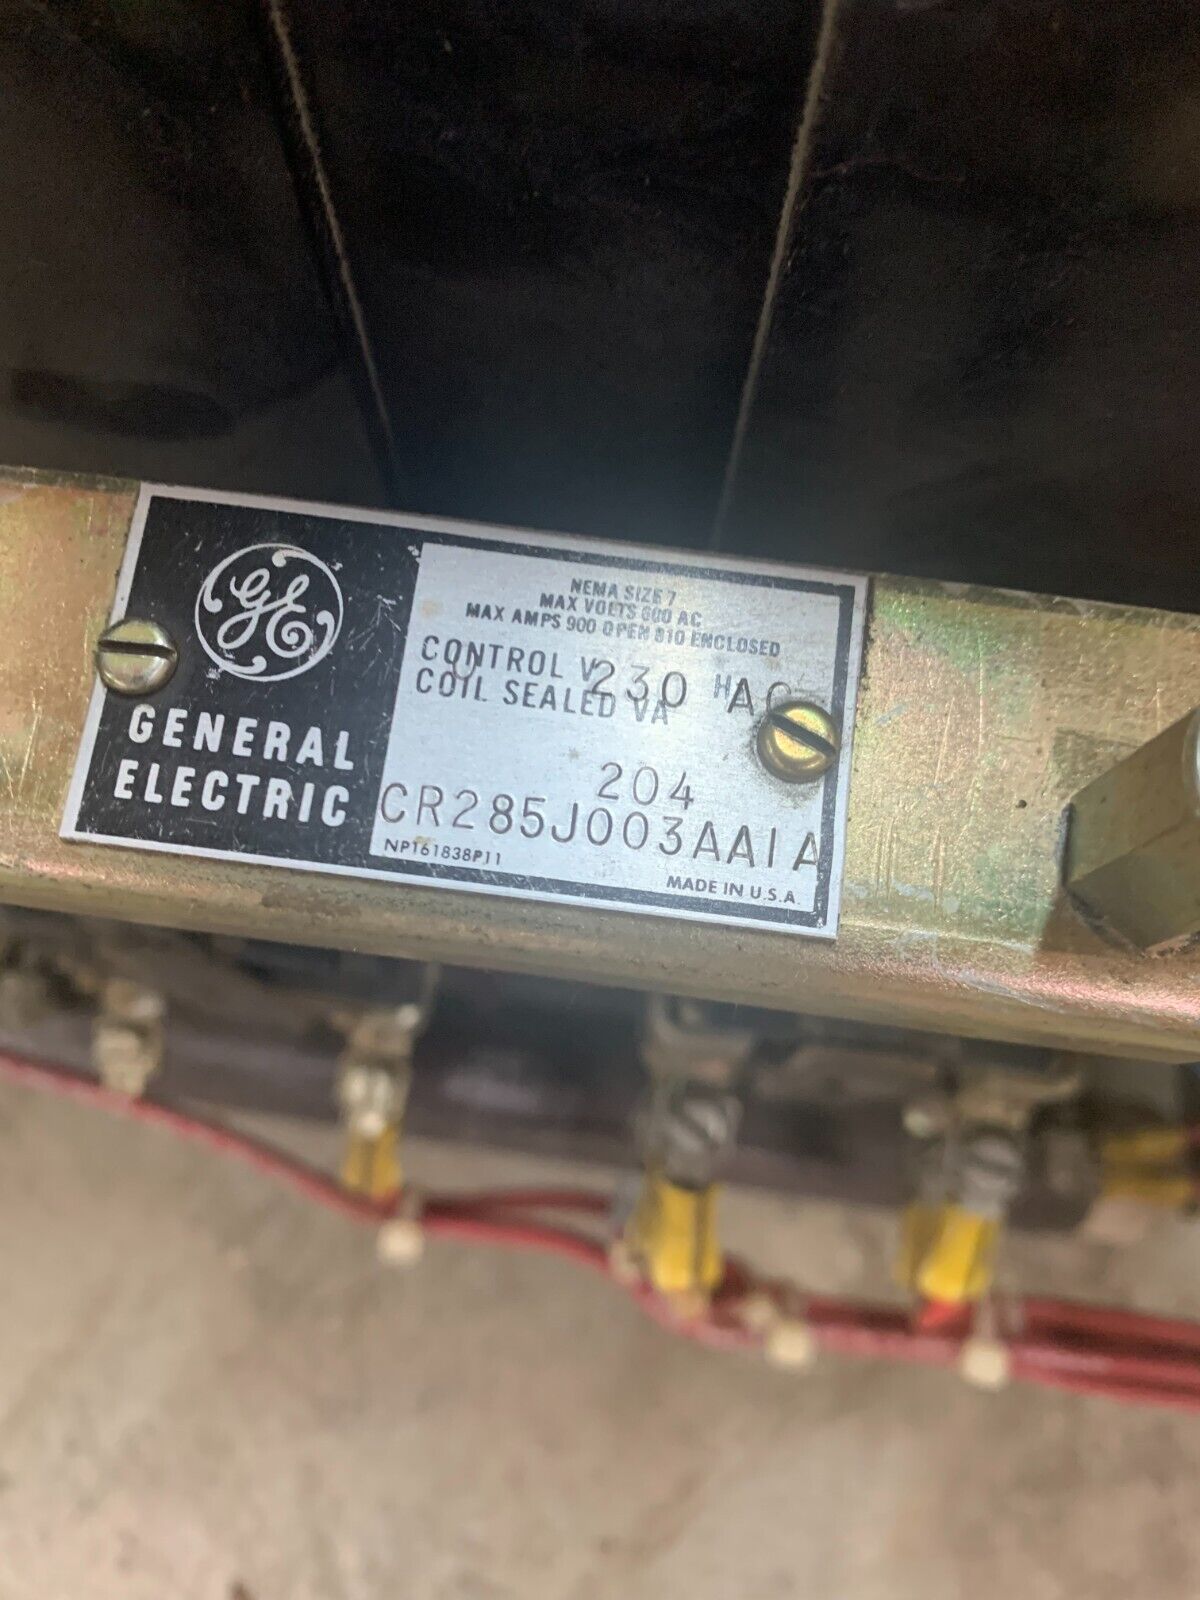 GE
GENERAL
ELECTRIC
NEMA SIZE 7
MAX VOLTS 600 AC
MAX AMPS 900 OPEN 810 ENCLOSED
CONTROL V 230 H AC
COIL SEALED VA
204
CR285J003AA1A
NP161838P11
MADE IN U.S.A.